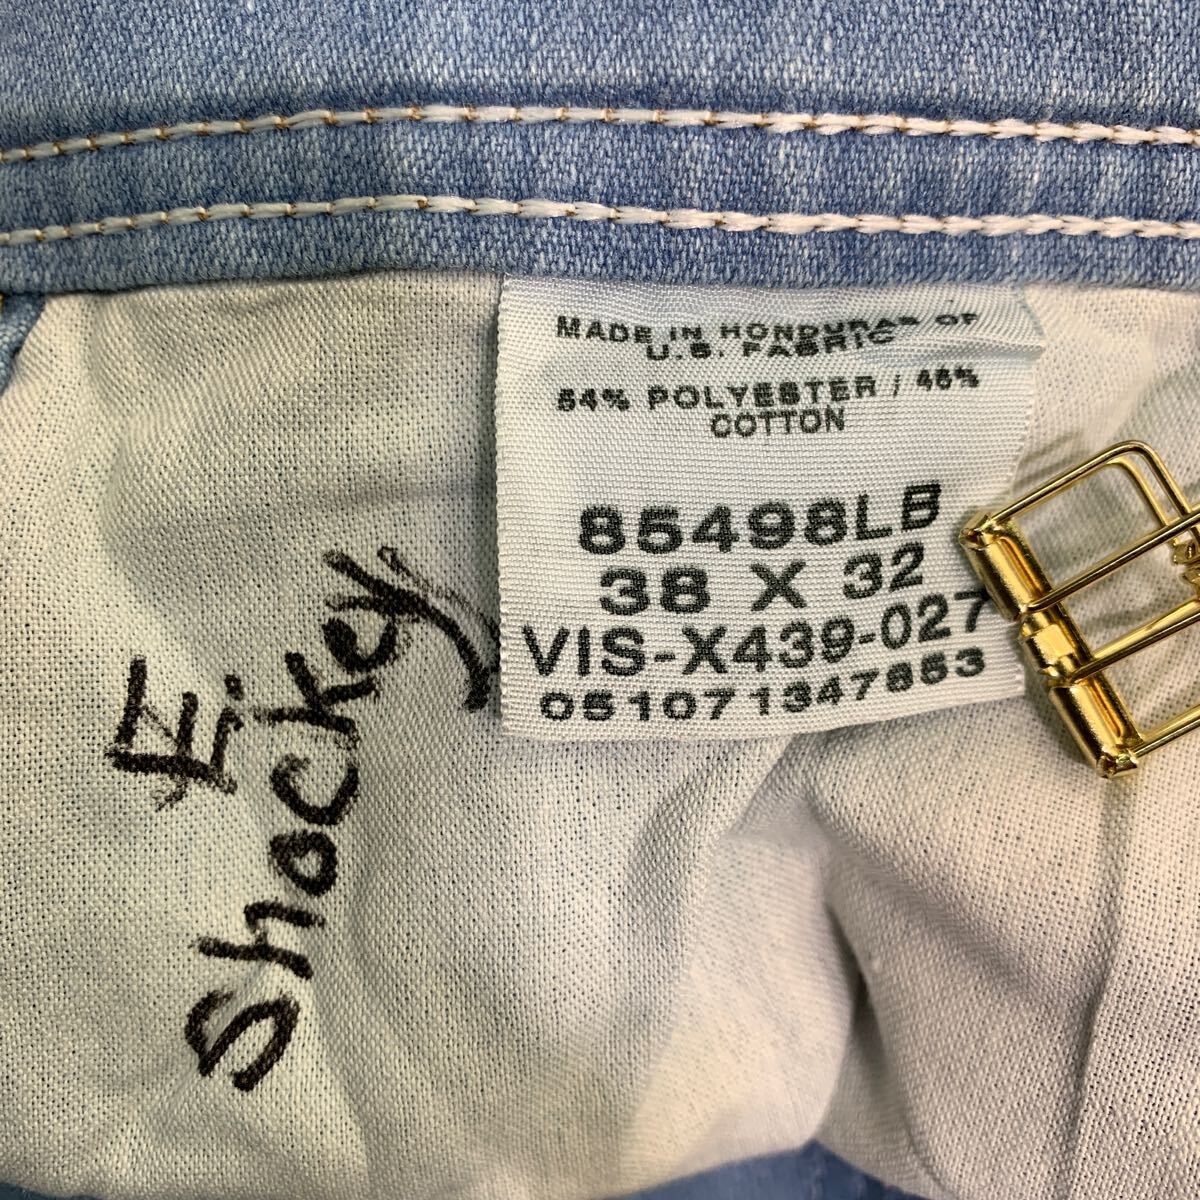 MADE IN HONDURAS OF
U.S. FABRIC
54% POLYESTER / 46%
COTTON
85498LB
38 X 32
VIS-X439-027
051071347853
E.
Shockey